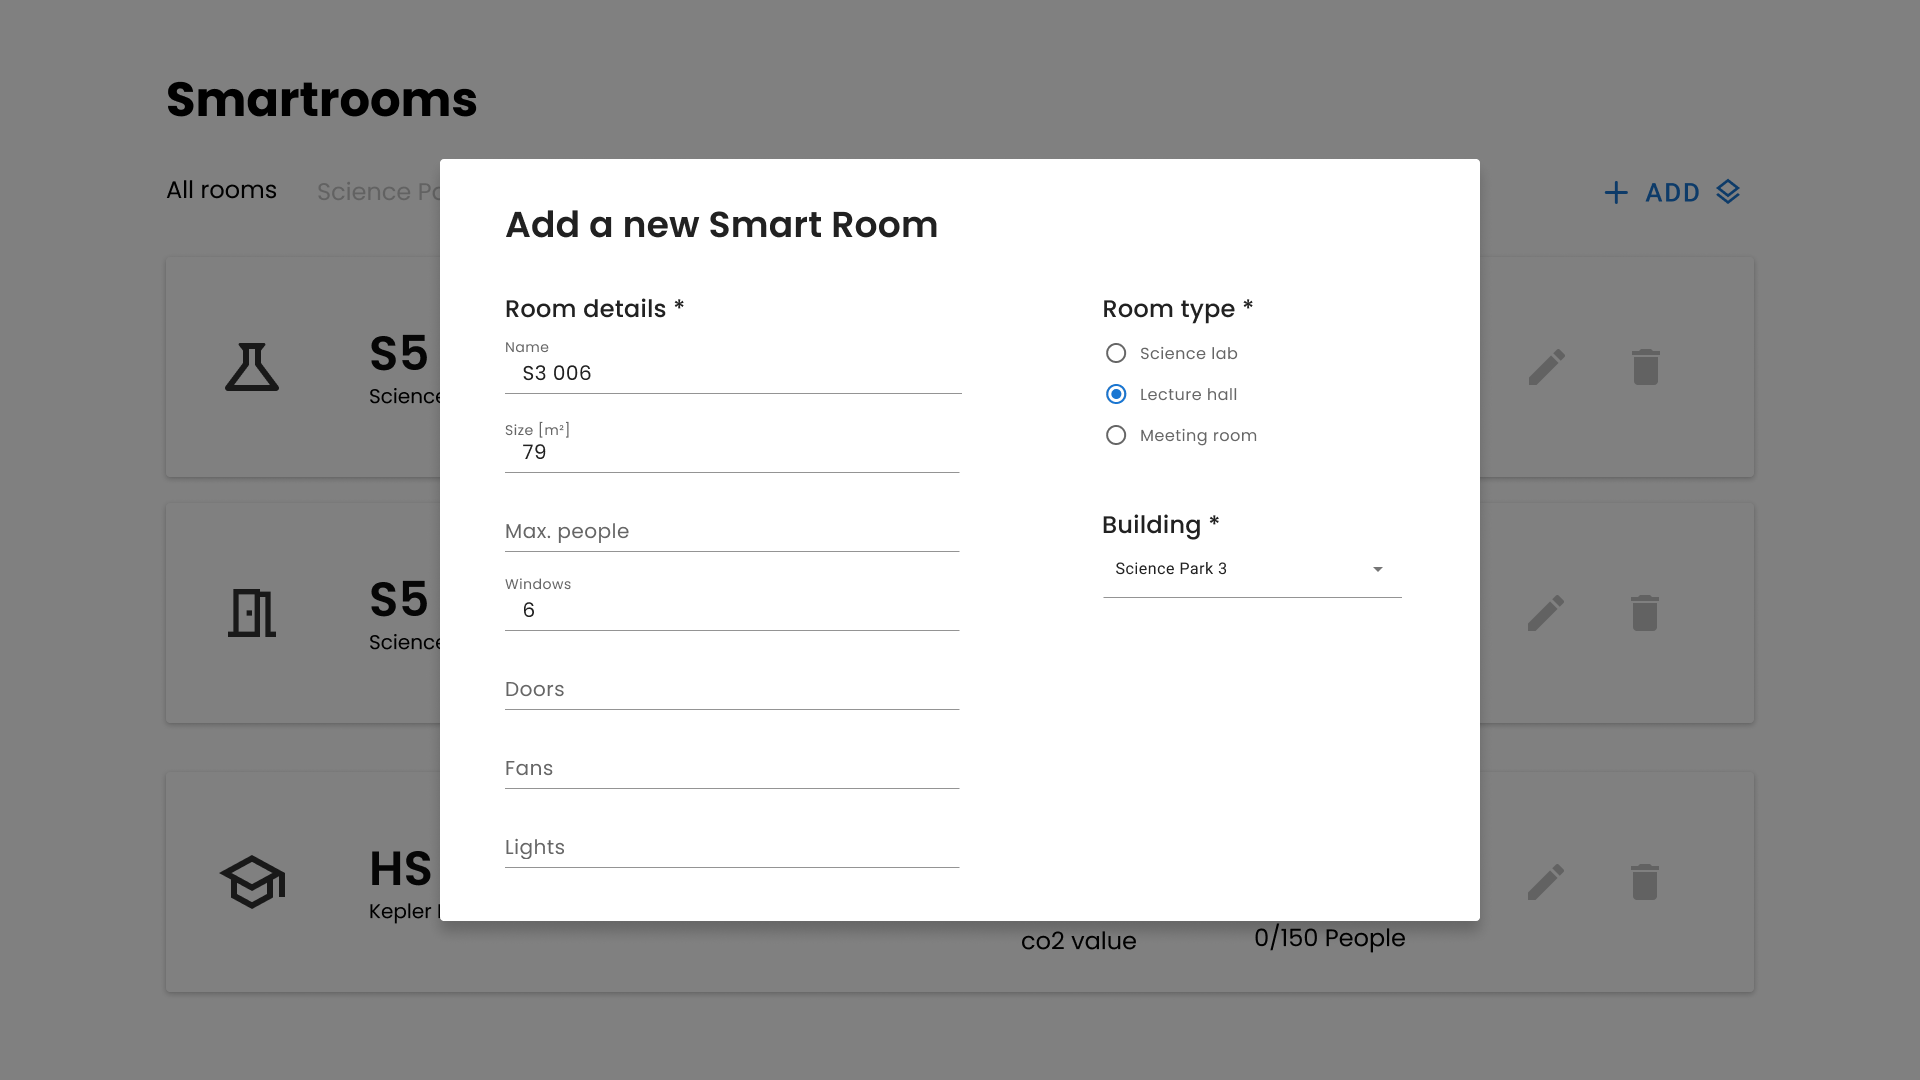 Smartrooms
All rooms
Science
ADD
Add a new Smart Room
Room details *
Name
S3 006
Size [m²]
79
Max. people
Windows
6
Doors
Fans
Lights
Room type *
Science lab
Lecture hall
Meeting room
Building *
Science Park 3
S5
Science
S5
Science
HS
Kepler
co2 value
0/150 People